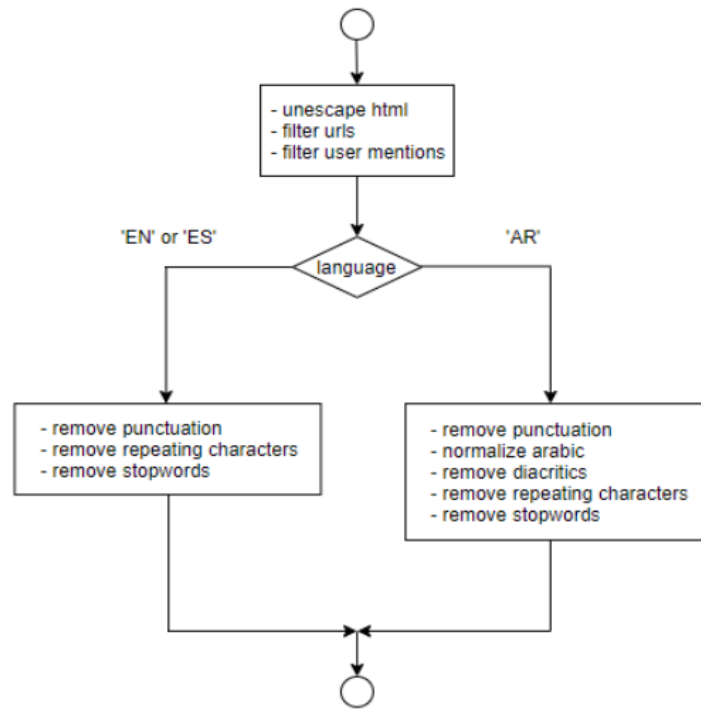 - unescape html
- filter urls
- filter user mentions
'EN' or 'ES'
'AR'
language
- remove punctuation
- remove repeating characters
- remove stopwords
- remove punctuation
- normalize arabic
- remove diacritics
- remove repeating characters
- remove stopwords